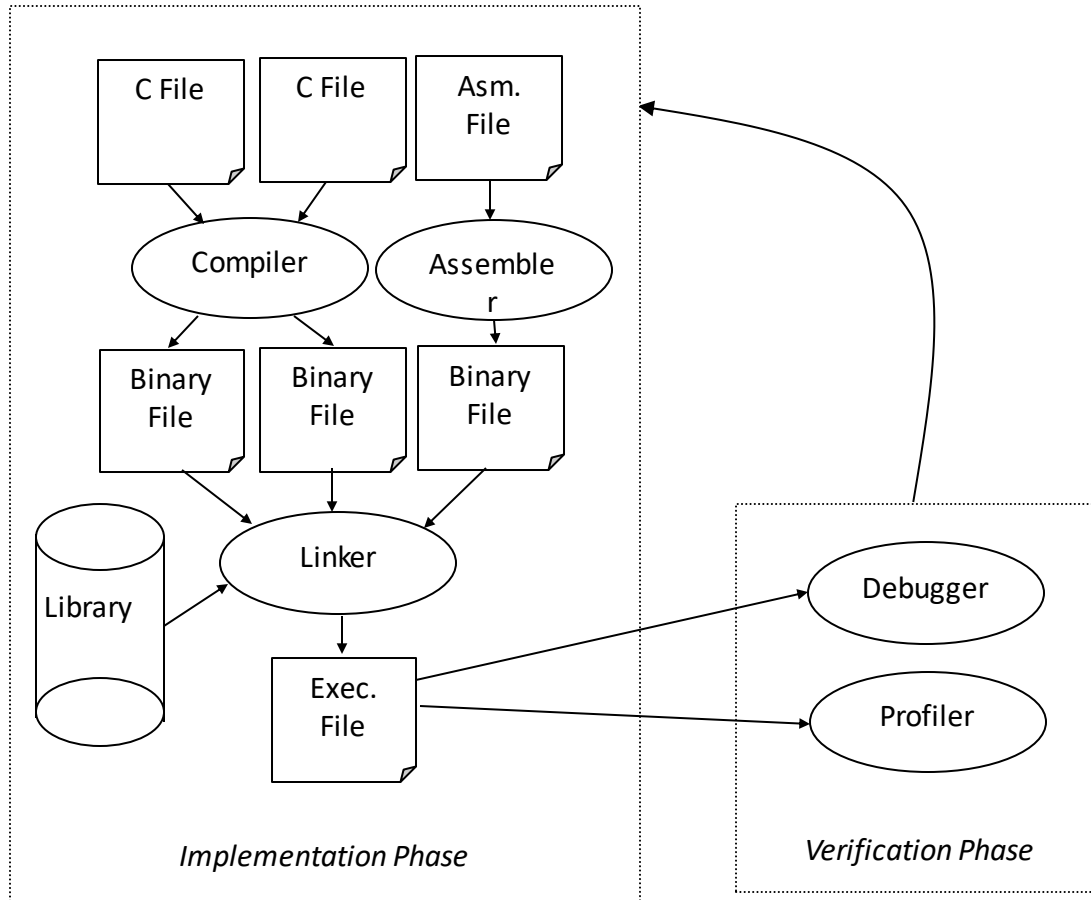 C File
C File
Asm.
File
Compiler
Assemble
r
Binary
File
Binary
File
Binary
File
Library
Linker
Exec.
File
Debugger
Profiler
Implementation Phase
Verification Phase